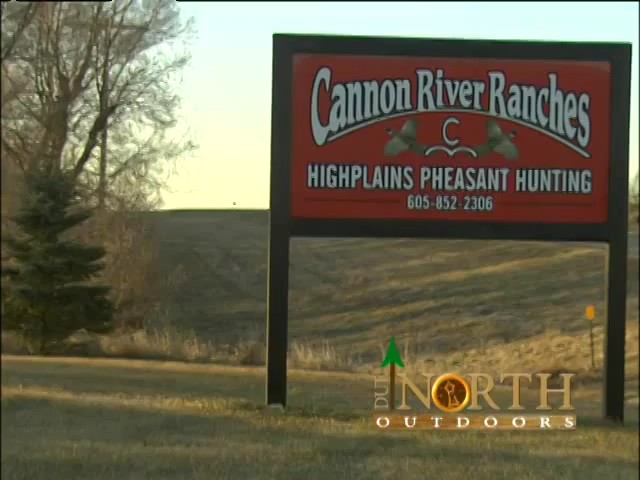 Cannon River Ranches
C
HIGHPLAINS PHEASANT HUNTING
605-852-2306
DUE NORTH
OUTDOORS